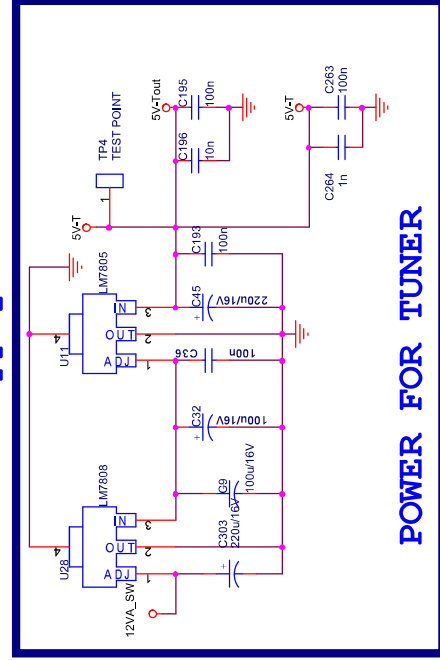 12VA_SW
U28
LM7808
4
ADJ
OUT
IN
1
2
3
C303
220u/16V
C9
100u/16V
C32
100u/16V
C36
100n
U11
LM7805
4
ADJ
OUT
IN
1
2
3
C45
220u/16V
C193
100n
5V-T
TP4
TEST POINT
1
5V-Tout
C196
10n
C195
100n
5V-T
C264
1n
C263
100n
POWER FOR TUNER